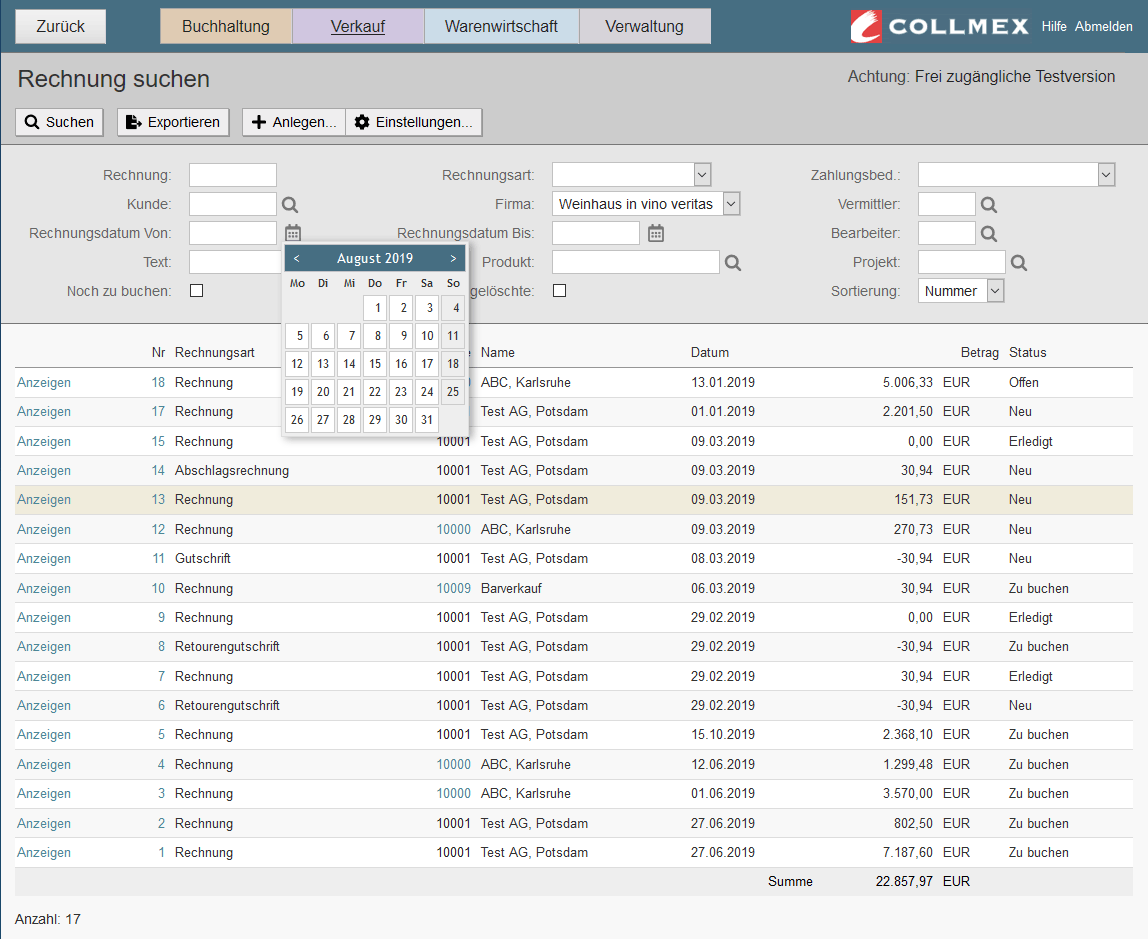 Zurück Buchhaltung Verkauf Warenwirtschaft Verwaltung COLLMEX Hilfe Abmelden
Rechnung suchen Achtung: Frei zugängliche Testversion
Suchen Exportieren Anlegen... Einstellungen...
Rechnung: Rechnungsart: Zahlungsbed.:
Kunde: Firma: Weinhaus in vino veritas Vermittler:
Rechnungsdatum Von: Rechnungsdatum Bis: Bearbeiter:
Text: Produkt: Projekt:
Noch zu buchen: gelöschte: Sortierung: Nummer
< August 2019 >
Mo Di Mi Do Fr Sa So
1 2 3 4
5 6 7 8 9 10 11
12 13 14 15 16 17 18
19 20 21 22 23 24 25
26 27 28 29 30 31
Nr Rechnungsart e Name Datum Betrag Status
Anzeigen 18 Rechnung ABC, Karlsruhe 13.01.2019 5.006,33 EUR Offen
Anzeigen 17 Rechnung Test AG, Potsdam 01.01.2019 2.201,50 EUR Neu
Anzeigen 15 Rechnung 10001 Test AG, Potsdam 09.03.2019 0,00 EUR Erledigt
Anzeigen 14 Abschlagsrechnung 10001 Test AG, Potsdam 09.03.2019 30,94 EUR Neu
Anzeigen 13 Rechnung 10001 Test AG, Potsdam 09.03.2019 151,73 EUR Neu
Anzeigen 12 Rechnung 10000 ABC, Karlsruhe 09.03.2019 270,73 EUR Neu
Anzeigen 11 Gutschrift 10001 Test AG, Potsdam 08.03.2019 -30,94 EUR Neu
Anzeigen 10 Rechnung 10009 Barverkauf 06.03.2019 30,94 EUR Zu buchen
Anzeigen 9 Rechnung 10001 Test AG, Potsdam 29.02.2019 0,00 EUR Erledigt
Anzeigen 8 Retourengutschrift 10001 Test AG, Potsdam 29.02.2019 -30,94 EUR Zu buchen
Anzeigen 7 Rechnung 10001 Test AG, Potsdam 29.02.2019 30,94 EUR Erledigt
Anzeigen 6 Retourengutschrift 10001 Test AG, Potsdam 29.02.2019 -30,94 EUR Neu
Anzeigen 5 Rechnung 10001 Test AG, Potsdam 15.10.2019 2.368,10 EUR Zu buchen
Anzeigen 4 Rechnung 10000 ABC, Karlsruhe 12.06.2019 1.299,48 EUR Zu buchen
Anzeigen 3 Rechnung 10000 ABC, Karlsruhe 01.06.2019 3.570,00 EUR Zu buchen
Anzeigen 2 Rechnung 10001 Test AG, Potsdam 27.06.2019 802,50 EUR Zu buchen
Anzeigen 1 Rechnung 10001 Test AG, Potsdam 27.06.2019 7.187,60 EUR Zu buchen
Summe 22.857,97 EUR
Anzahl: 17